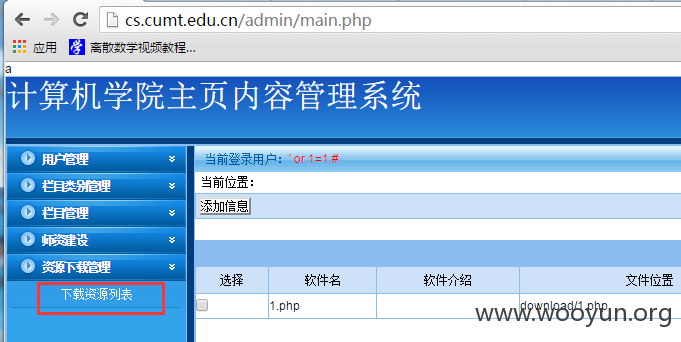 cs.cumt.edu.cn/admin/main.php
应用 学 离散数学视频教程...
a
计算机学院主页内容管理系统
用户管理
栏目类别管理
栏目管理
师资建设
资源下载管理
下载资源列表
当前登录用户：' or 1=1 #
当前位置：
添加信息
选择 软件名 软件介绍 文件位置
1.php download/1.php
www.wooyun.org